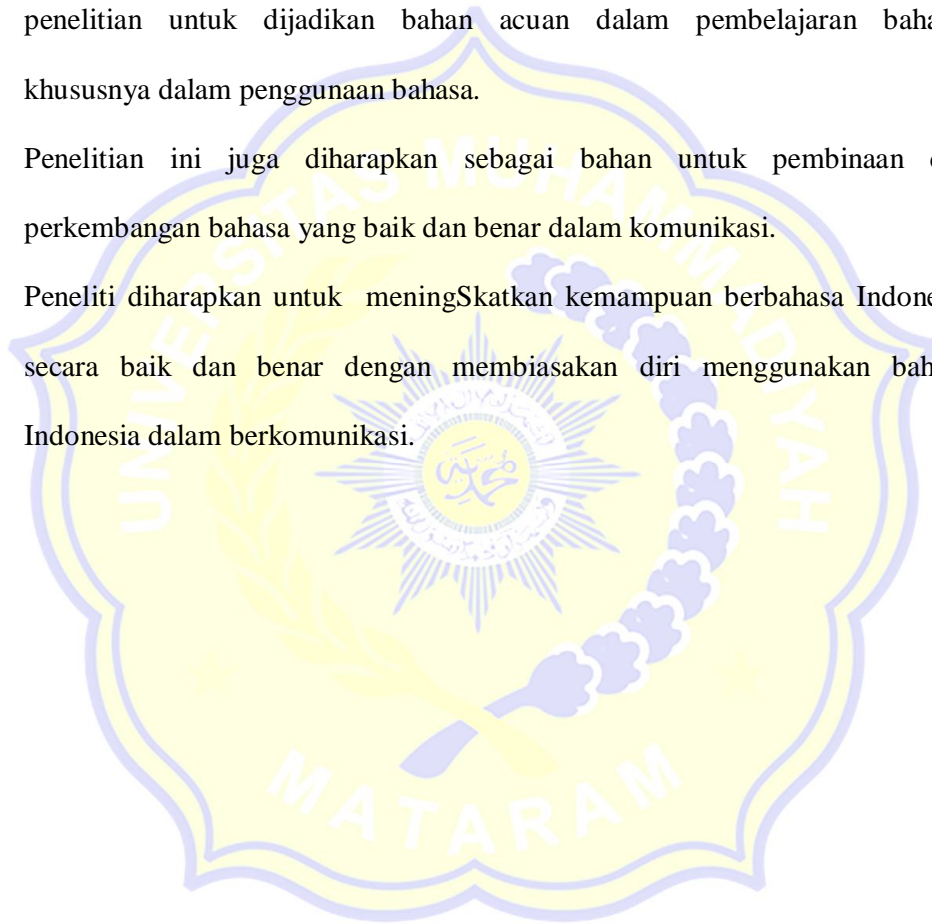 penelitian untuk dijadikan bahan acuan dalam pembelajaran baha
khususnya dalam penggunaan bahasa.
Penelitian ini juga diharapkan sebagai bahan untuk pembinaan
perkembangan bahasa yang baik dan benar dalam komunikasi.
Peneliti diharapkan untuk meningSkatkan kemampuan berbahasa Indone
secara baik dan benar dengan membiasakan diri menggunakan bah
Indonesia dalam berkomunikasi.
UNIVERSITAS MUHAMMADIYAH
MATARAM